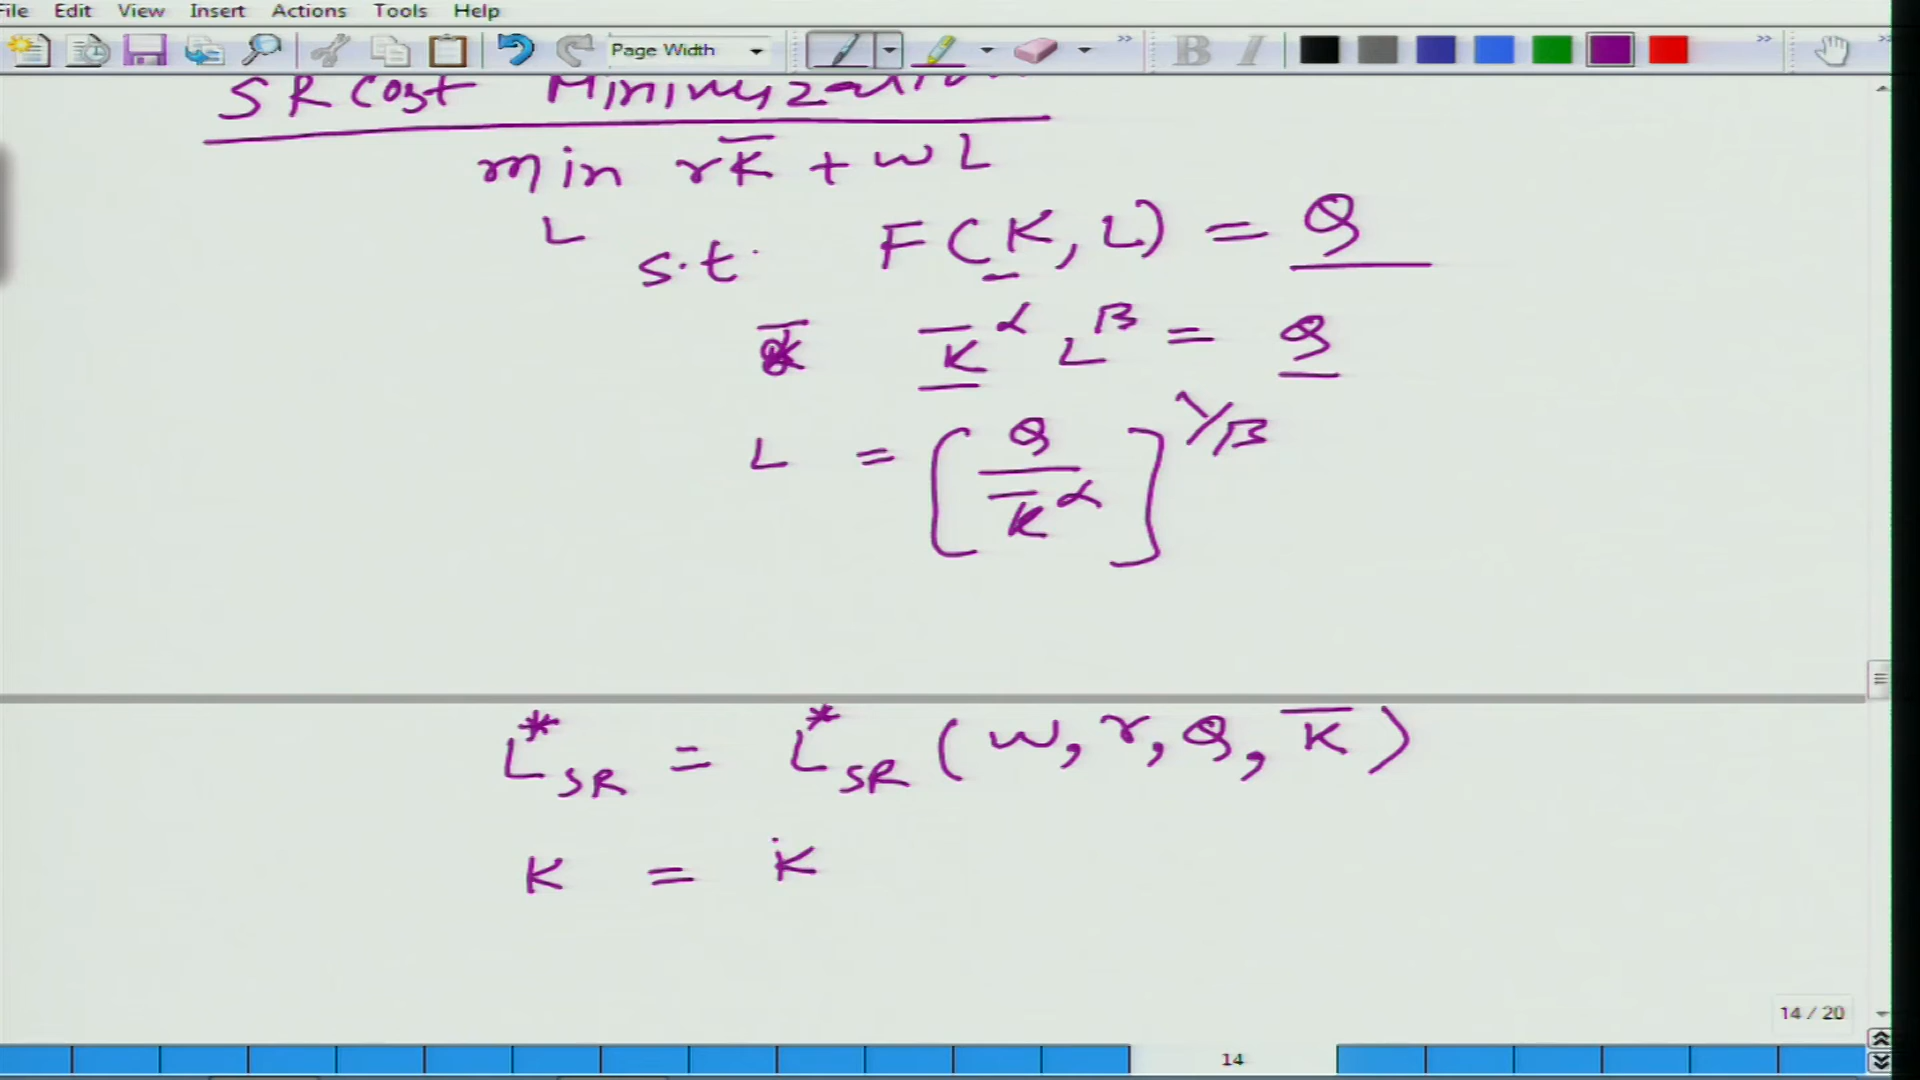 File Edit View Insert Actions Tools Help
Page Width B I
SR Cost Minimization
min rK̅ + wL
L
s.t. F(K, L) = Q
K̅ K̅^α L^β = Q
L = [Q / K̅^α]^1/β
L*_SR = L*_SR (w, r, Q, K̅)
K = K
14 / 20
14